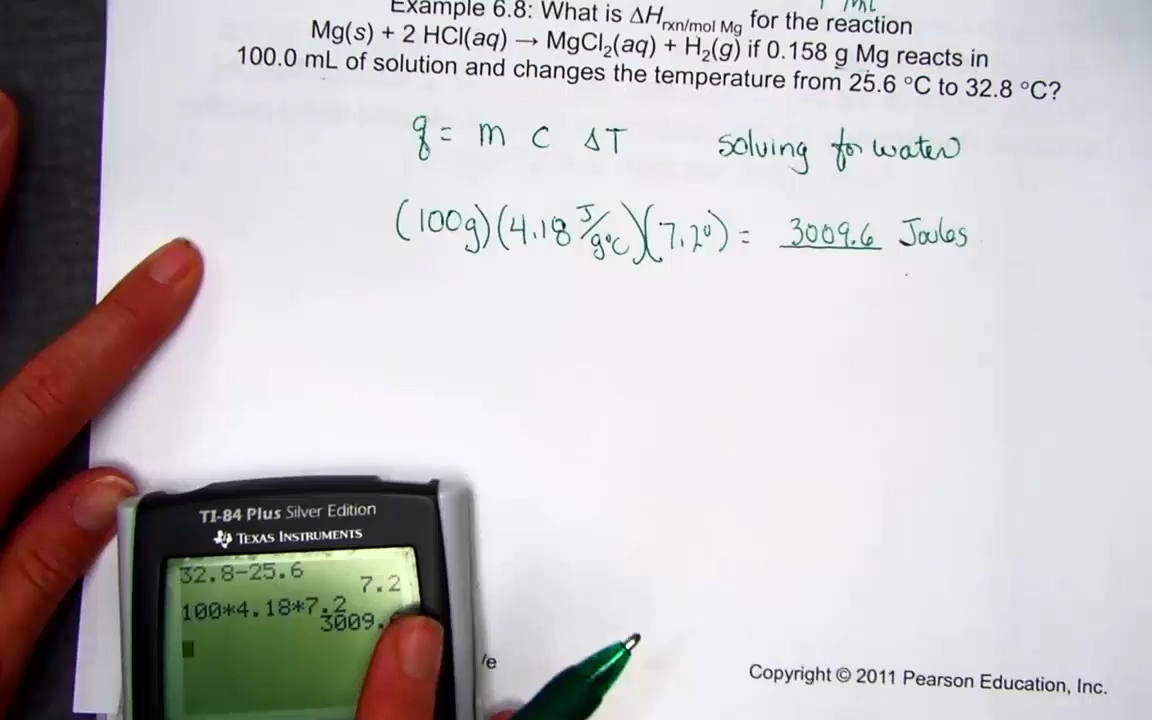 Example 6.8: What is ΔHrxn/mol Mg for the reaction
Mg(s) + 2 HCl(aq) → MgCl₂(aq) + H₂(g) if 0.158 g Mg reacts in
100.0 mL of solution and changes the temperature from 25.6 °C to 32.8 °C?
q = m c ΔT solving for water
(100g)(4.18 J/g°C)(7.2°) = 3009.6 Joules
TI-84 Plus Silver Edition
TEXAS INSTRUMENTS
32.8-25.6
7.2
100*4.18*7.2
3009.
/e
Copyright © 2011 Pearson Education, Inc.